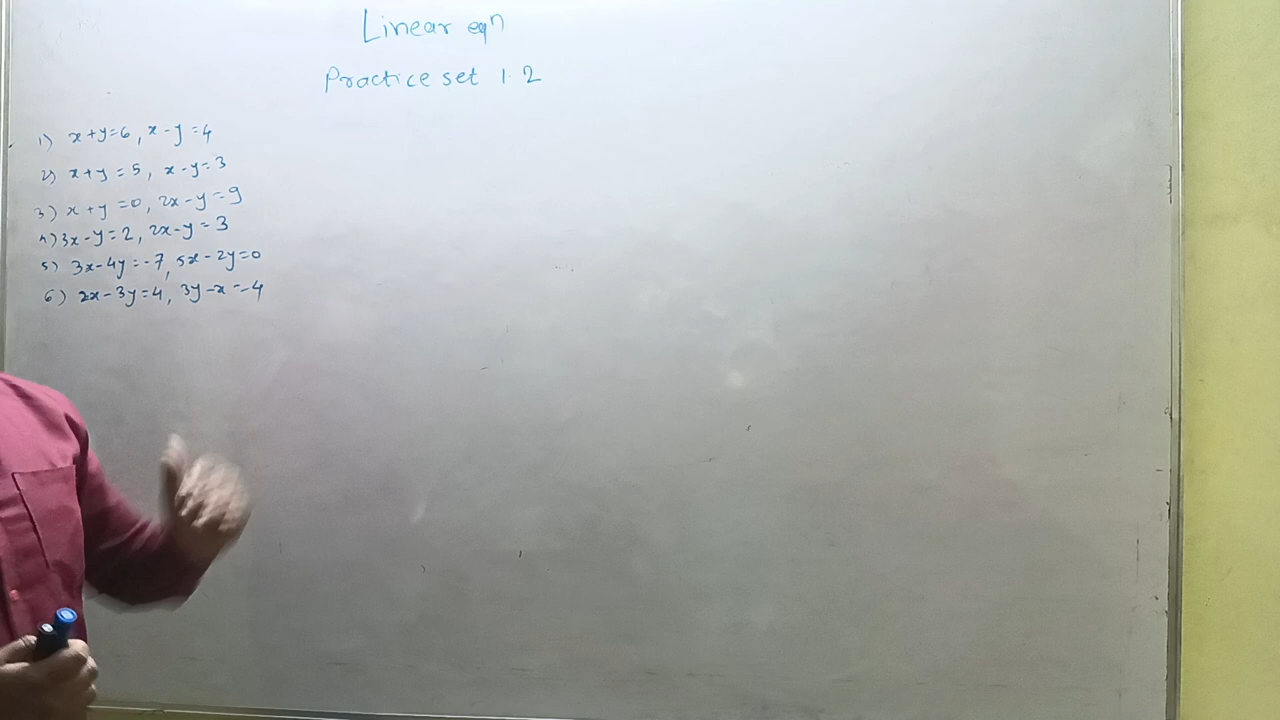 Linear eqn
Practice set 1.2
1) x+y=6, x-y=4
2) x+y=5, x-y=3
3) x+y=0, 2x-y=9
4) 3x-y=2, 2x-y=3
5) 3x-4y=-7, 5x-2y=0
6) 2x-3y=4, 3y-x=-4